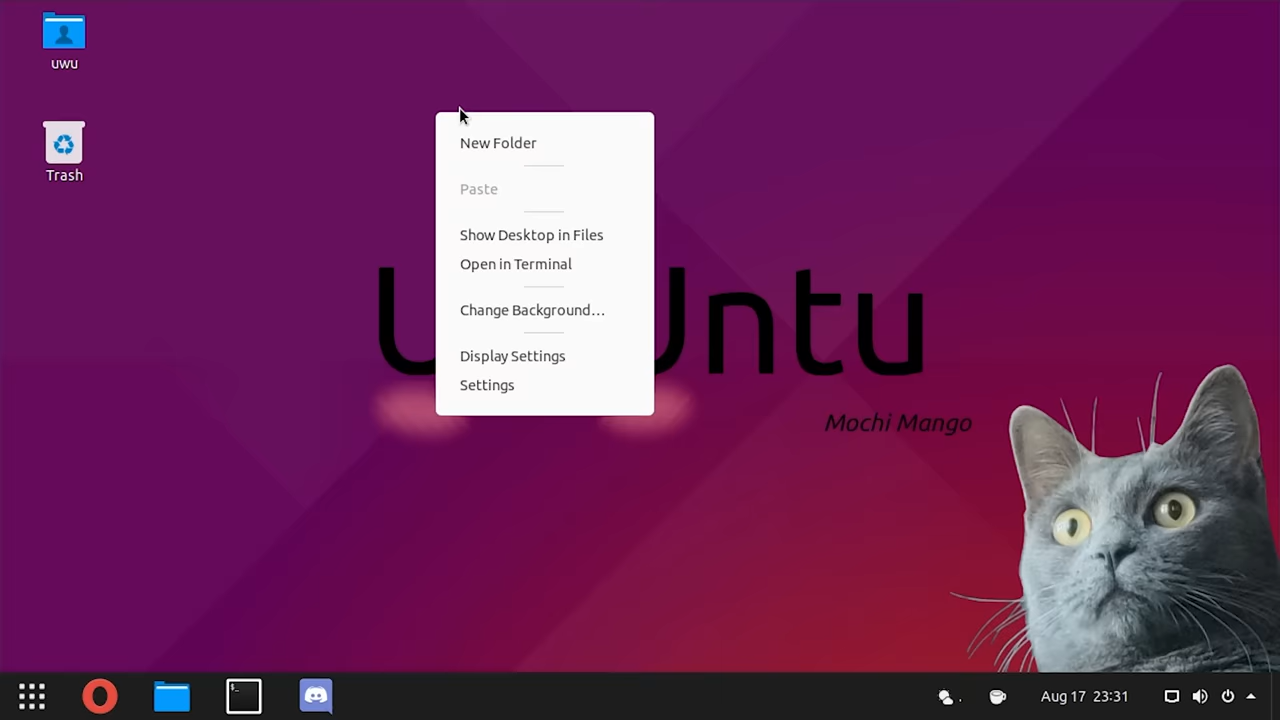 uwu
Trash
New Folder
Paste
Show Desktop in Files
Open in Terminal
Change Background…
Display Settings
Settings
untu
Mochi Mango
$_
Aug 17 23:31